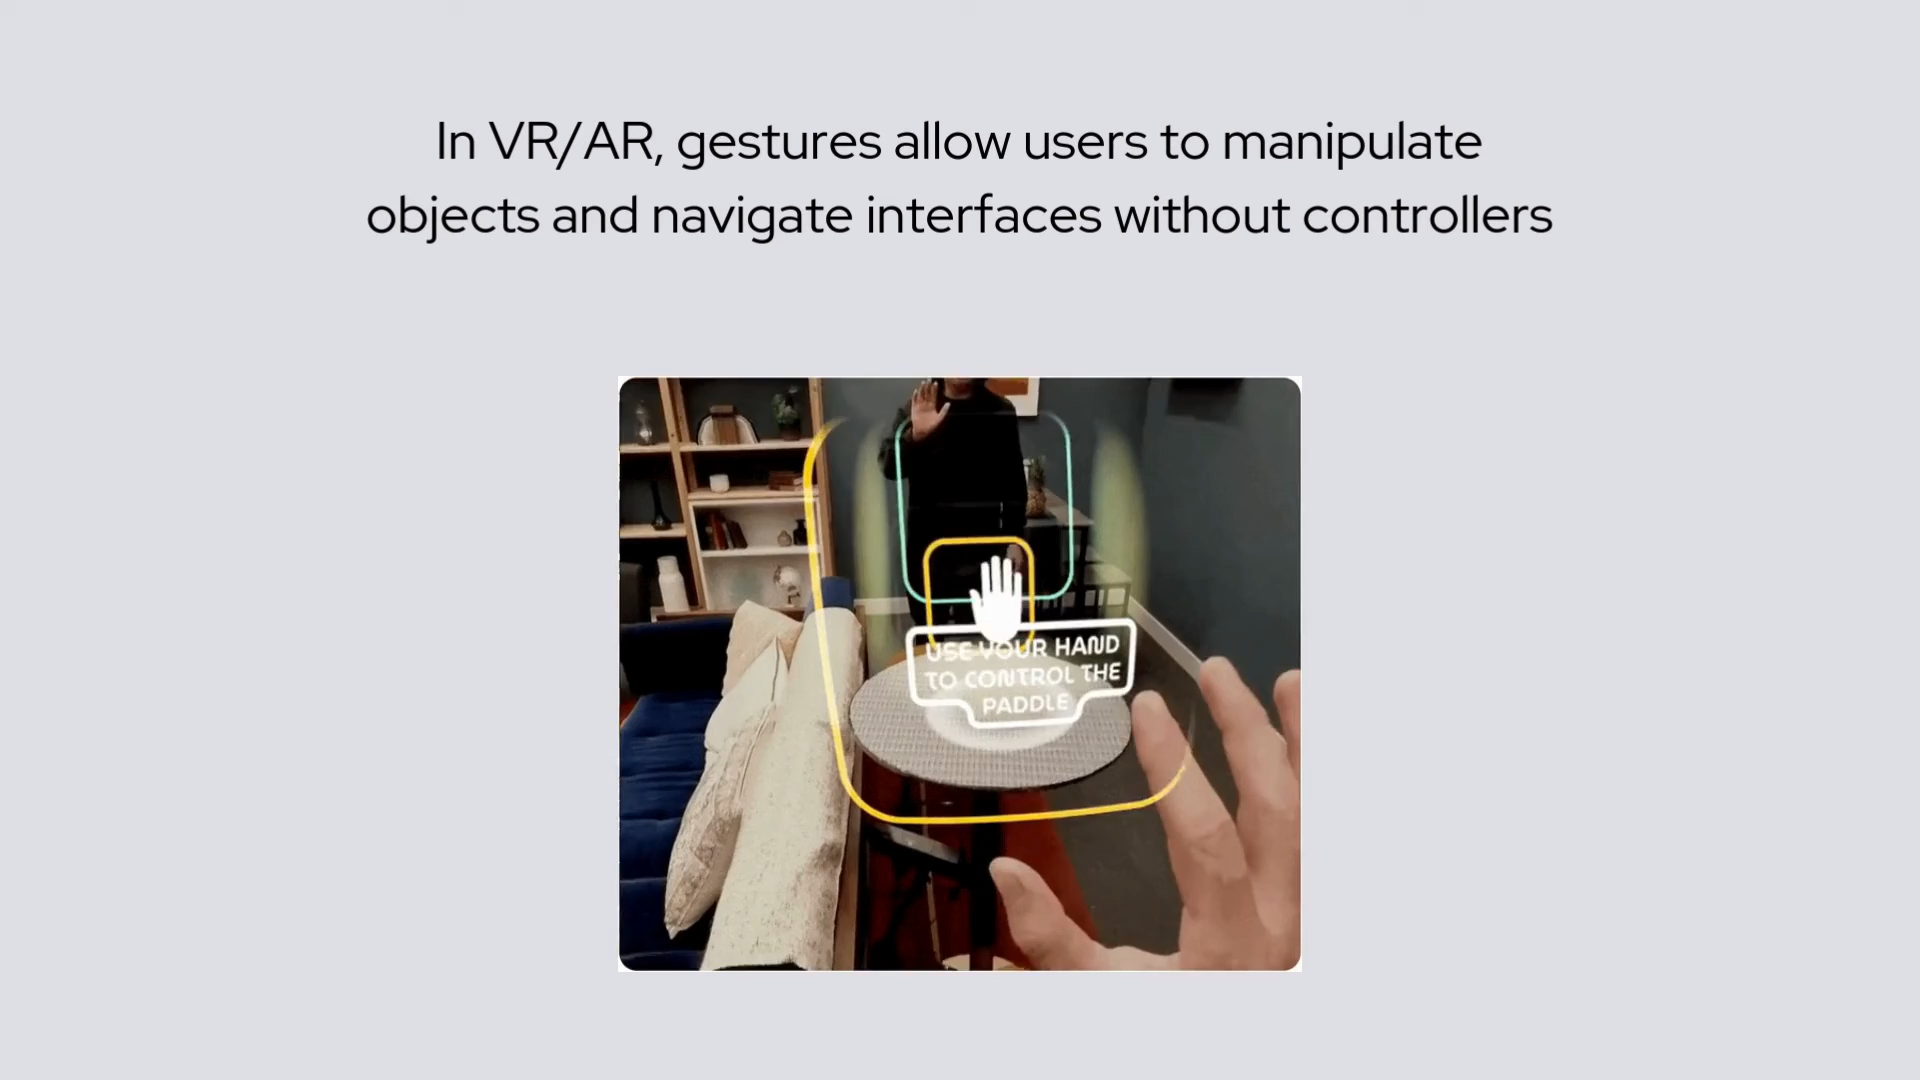 In VR/AR, gestures allow users to manipulate
objects and navigate interfaces without controllers
USE YOUR HAND
TO CONTROL THE
PADDLE